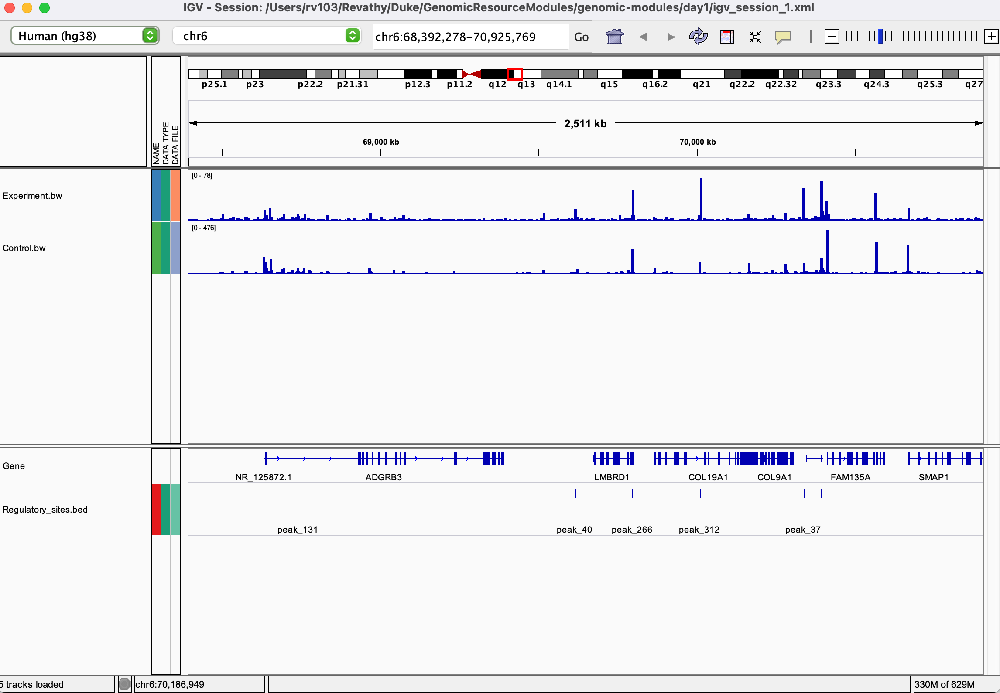 IGV - Session: /Users/rv103/Revathy/Duke/GenomicResourceModules/genomic-modules/day1/igv_session_1.xml
Human (hg38) chr6 chr6:68,392,278-70,925,769 Go
p25.1 p23 p22.2 p21.31 p12.3 p11.2 q12 q13 q14.1 q15 q16.2 q21 q22.2 q22.32 q23.3 q24.3 q25.3 q27
2,511 kb
69,000 kb 70,000 kb
NAME
DATA TYPE
DATA FILE
[0 - 78]
Experiment.bw
[0 - 476]
Control.bw
Gene
NR_125872.1 ADGRB3 LMBRD1 COL19A1 COL9A1 FAM135A SMAP1
Regulatory_sites.bed
peak_131 peak_40 peak_266 peak_312 peak_37
5 tracks loaded chr6:70,186,949 330M of 629M